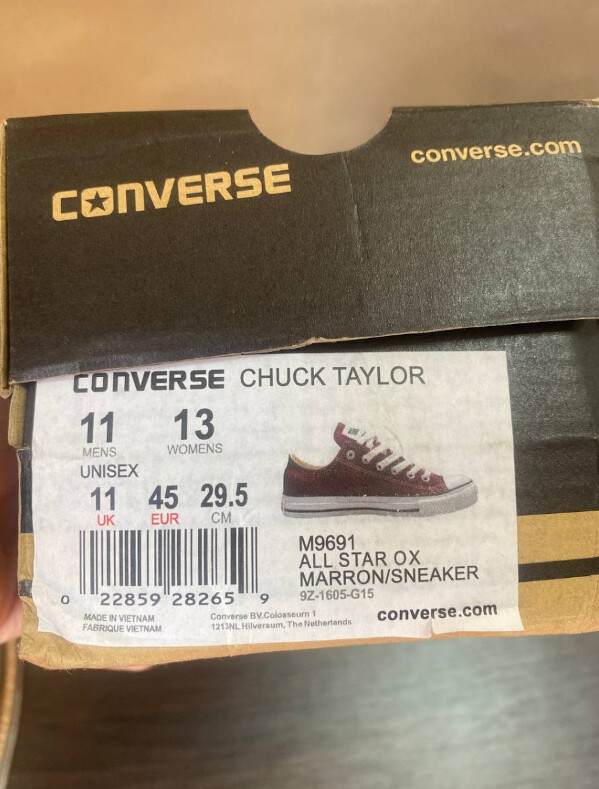 CONVERSE
converse.com
CONVERSE CHUCK TAYLOR
11 13
MENS WOMENS
UNISEX
11 45 29.5
UK EUR CM
M9691
ALL STAR OX
MARRON/SNEAKER
9Z-1605-G15
0 22859 28265 9
converse.com
MADE IN VIETNAM
FABRIQUE VIETNAM
Converse BV.Colosseum 1
1213NL Hilversum, The Netherlands